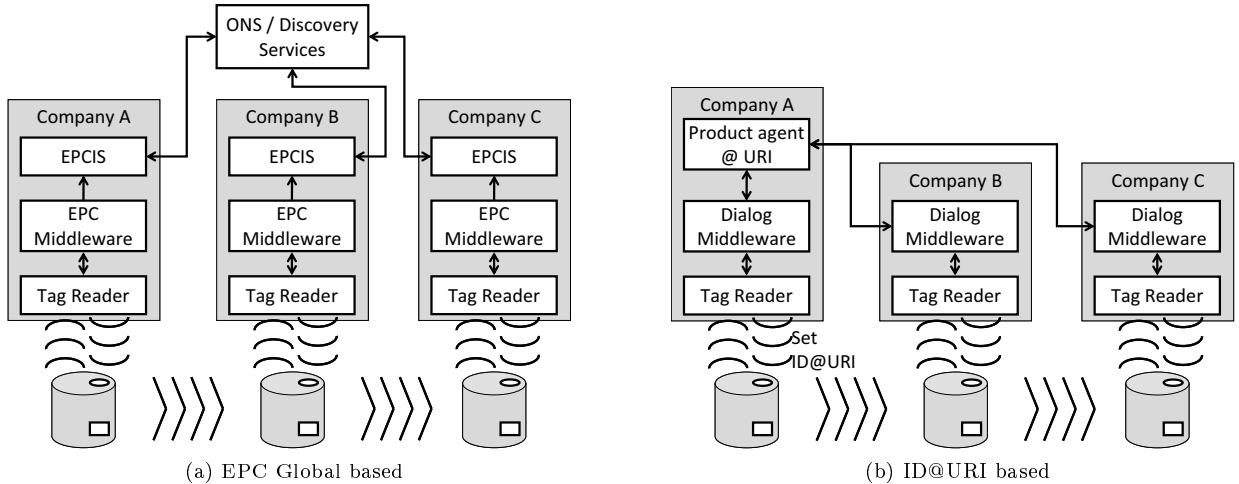 ONS / Discovery
Services
Company A
EPCIS
EPC
Middleware
Tag Reader
Company B
EPCIS
EPC
Middleware
Tag Reader
Company C
EPCIS
EPC
Middleware
Tag Reader
(a) EPC Global based
Company A
Product agent
@ URI
Dialog
Middleware
Tag Reader
Set
ID@URI
Company B
Dialog
Middleware
Tag Reader
Company C
Dialog
Middleware
Tag Reader
(b) ID@URI based